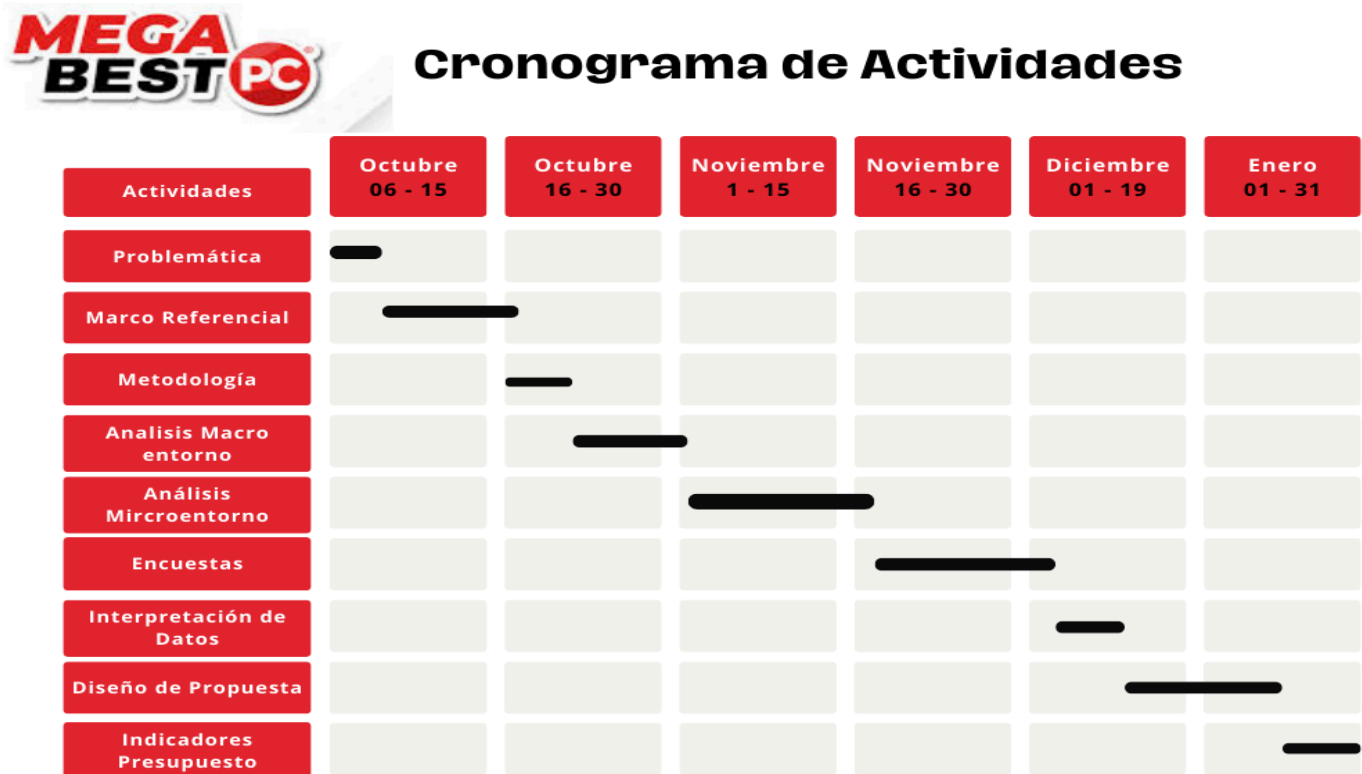 MEGA
BEST PC
Cronograma de Actividades
Actividades
Octubre
06 - 15
Octubre
16 - 30
Noviembre
1 - 15
Noviembre
16 - 30
Diciembre
01 - 19
Enero
01 - 31
Problemática
Marco Referencial
Metodología
Analisis Macro
entorno
Análisis
Mircroentorno
Encuestas
Interpretación de
Datos
Diseño de Propuesta
Indicadores
Presupuesto